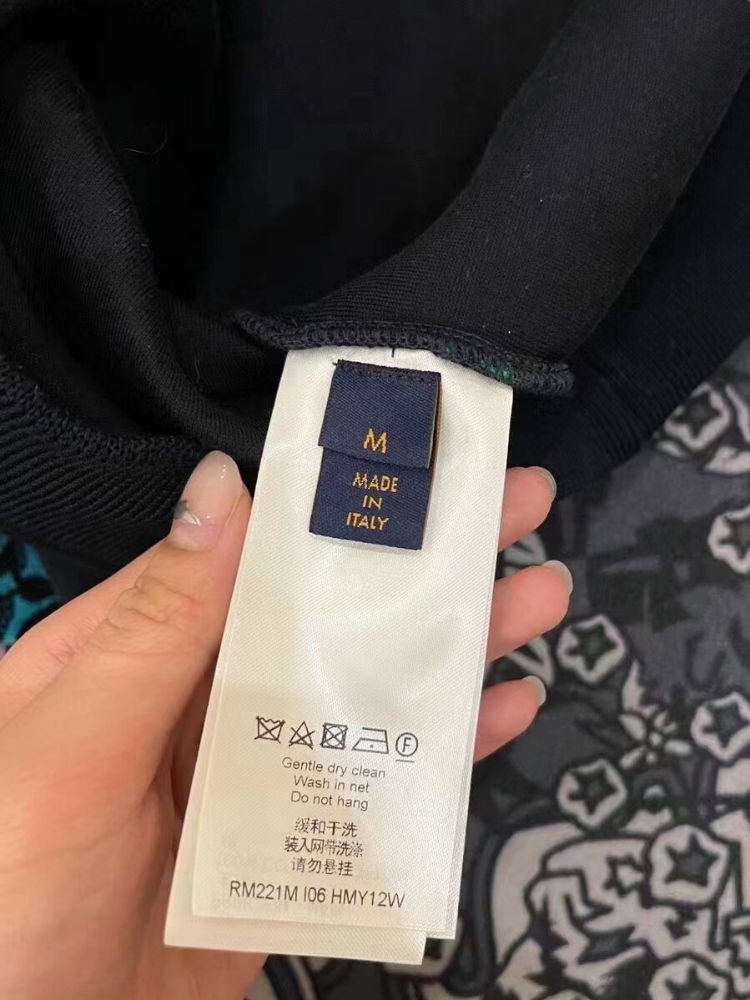 M
MADE
IN
ITALY
F
Gentle dry clean
Wash in net
Do not hang
缓和干洗
装入网带洗涤
请勿悬挂
RM221M I06 HMY12W